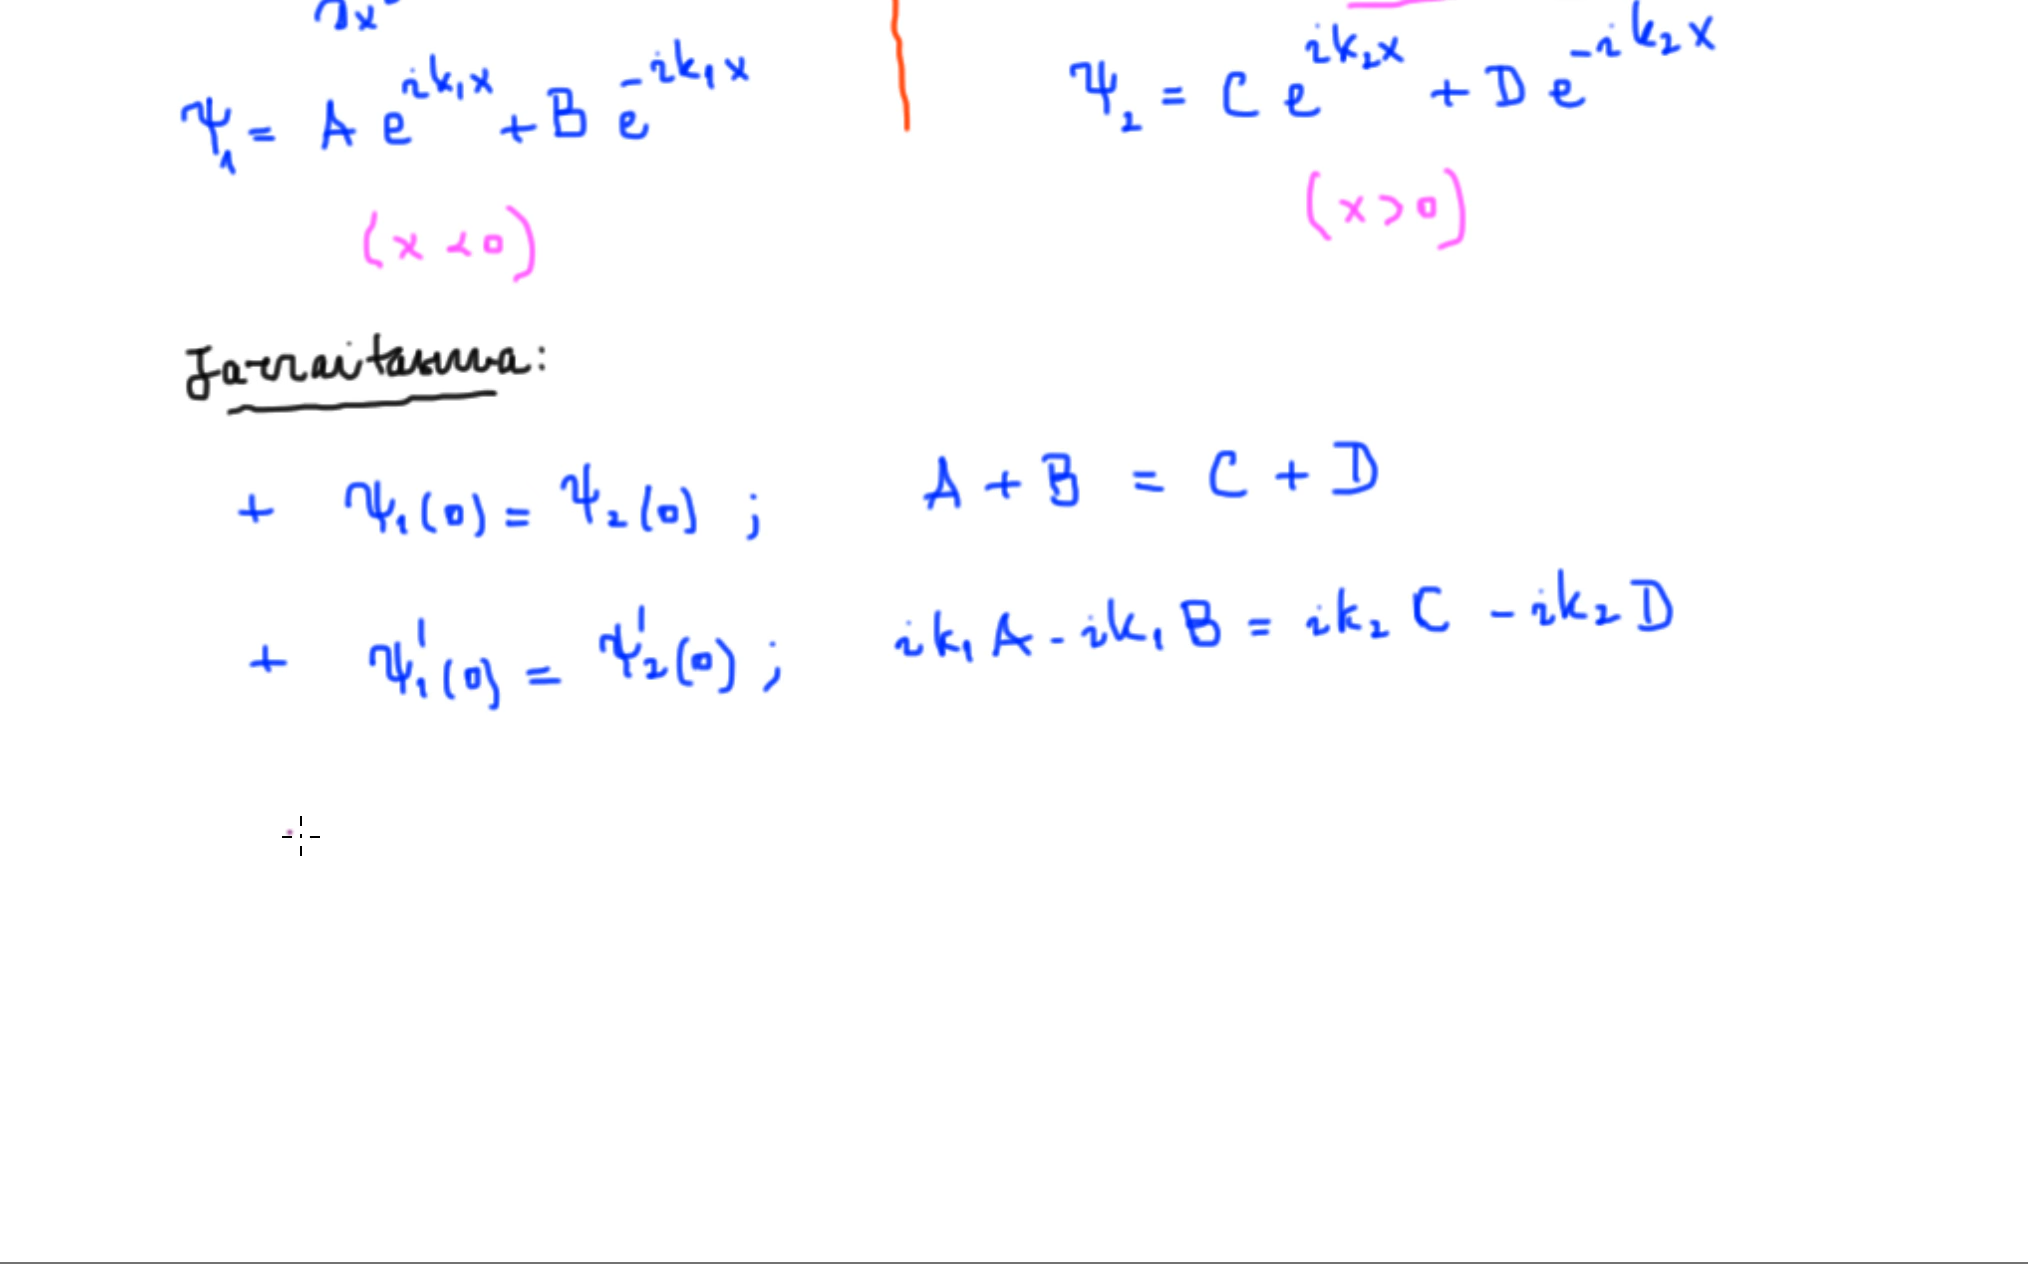 ψ₁ = A e^{ik₁x} + B e^{-ik₁x}
ψ₂ = C e^{ik₂x} + D e^{-ik₂x}
(x < 0)
(x > 0)
Jarraitasuna:
+ ψ₁(0) = ψ₂(0) ; A + B = C + D
+ ψ₁'(0) = ψ₂'(0) ; ik₁A - ik₁B = ik₂C - ik₂D